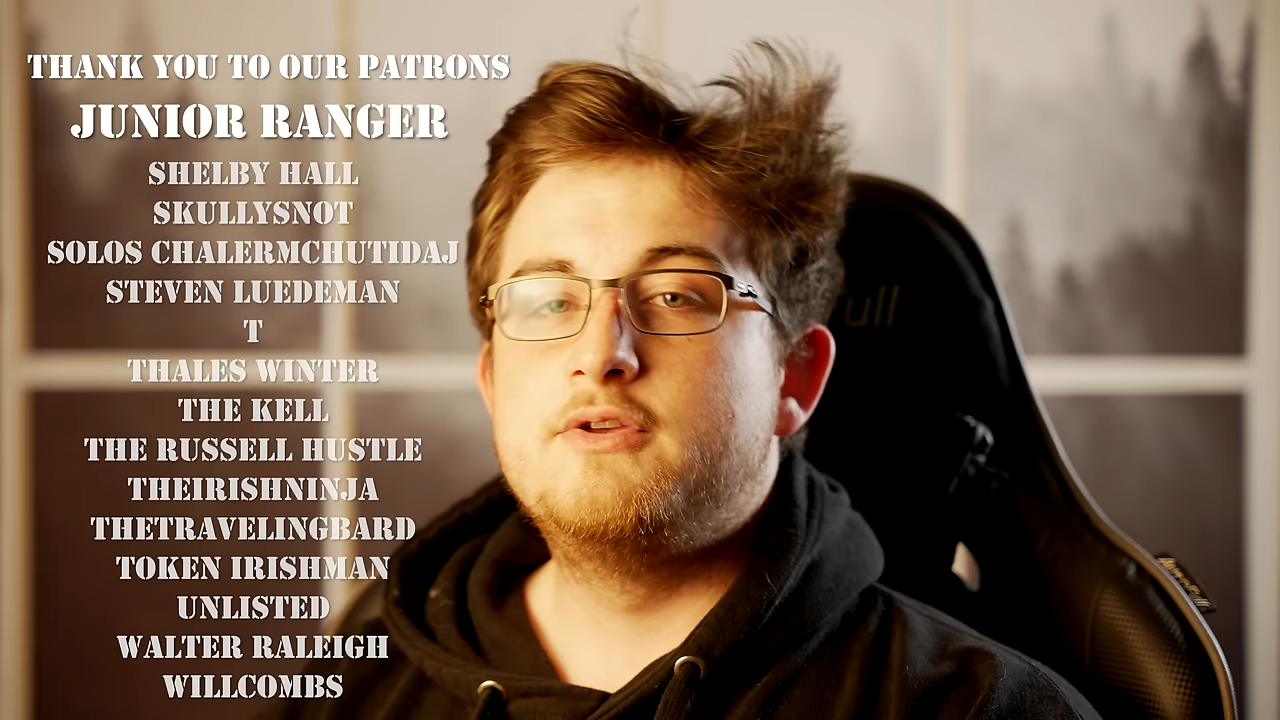 THANK YOU TO OUR PATRONS
JUNIOR RANGER
SHELBY HALL
SKULLYSNOT
SOLOS CHALERMCHUTIDAJ
STEVEN LUEDEMAN
T
THALES WINTER
THE KELL
THE RUSSELL HUSTLE
THEIRISHNINJA
THETRAVELINGBARD
TOKEN IRISHMAN
UNLISTED
WALTER RALEIGH
WILLCOMBS